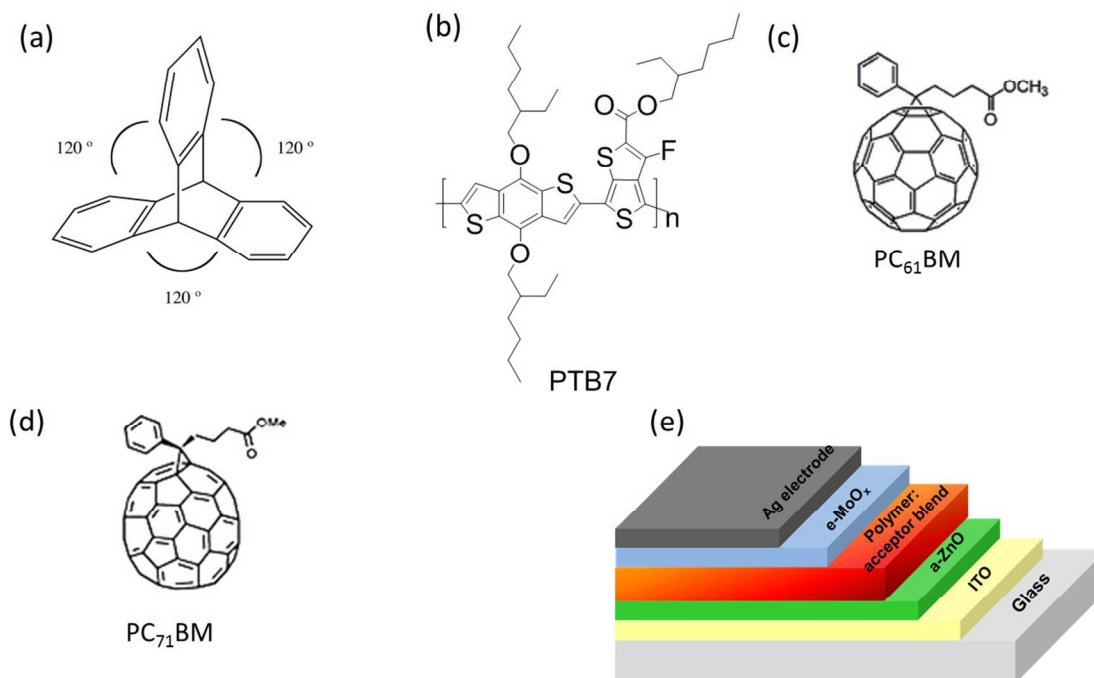 (a)
120 º
120 º
120 º
(b)
O
O
F
S
S
O
S
S
O
n
PTB7
(c)
OCH₃
O
PC₆₁BM
(d)
OMe
O
PC₇₁BM
(e)
Ag electrode
e-MoOₓ
Polymer:
acceptor blend
a-ZnO
ITO
Glass